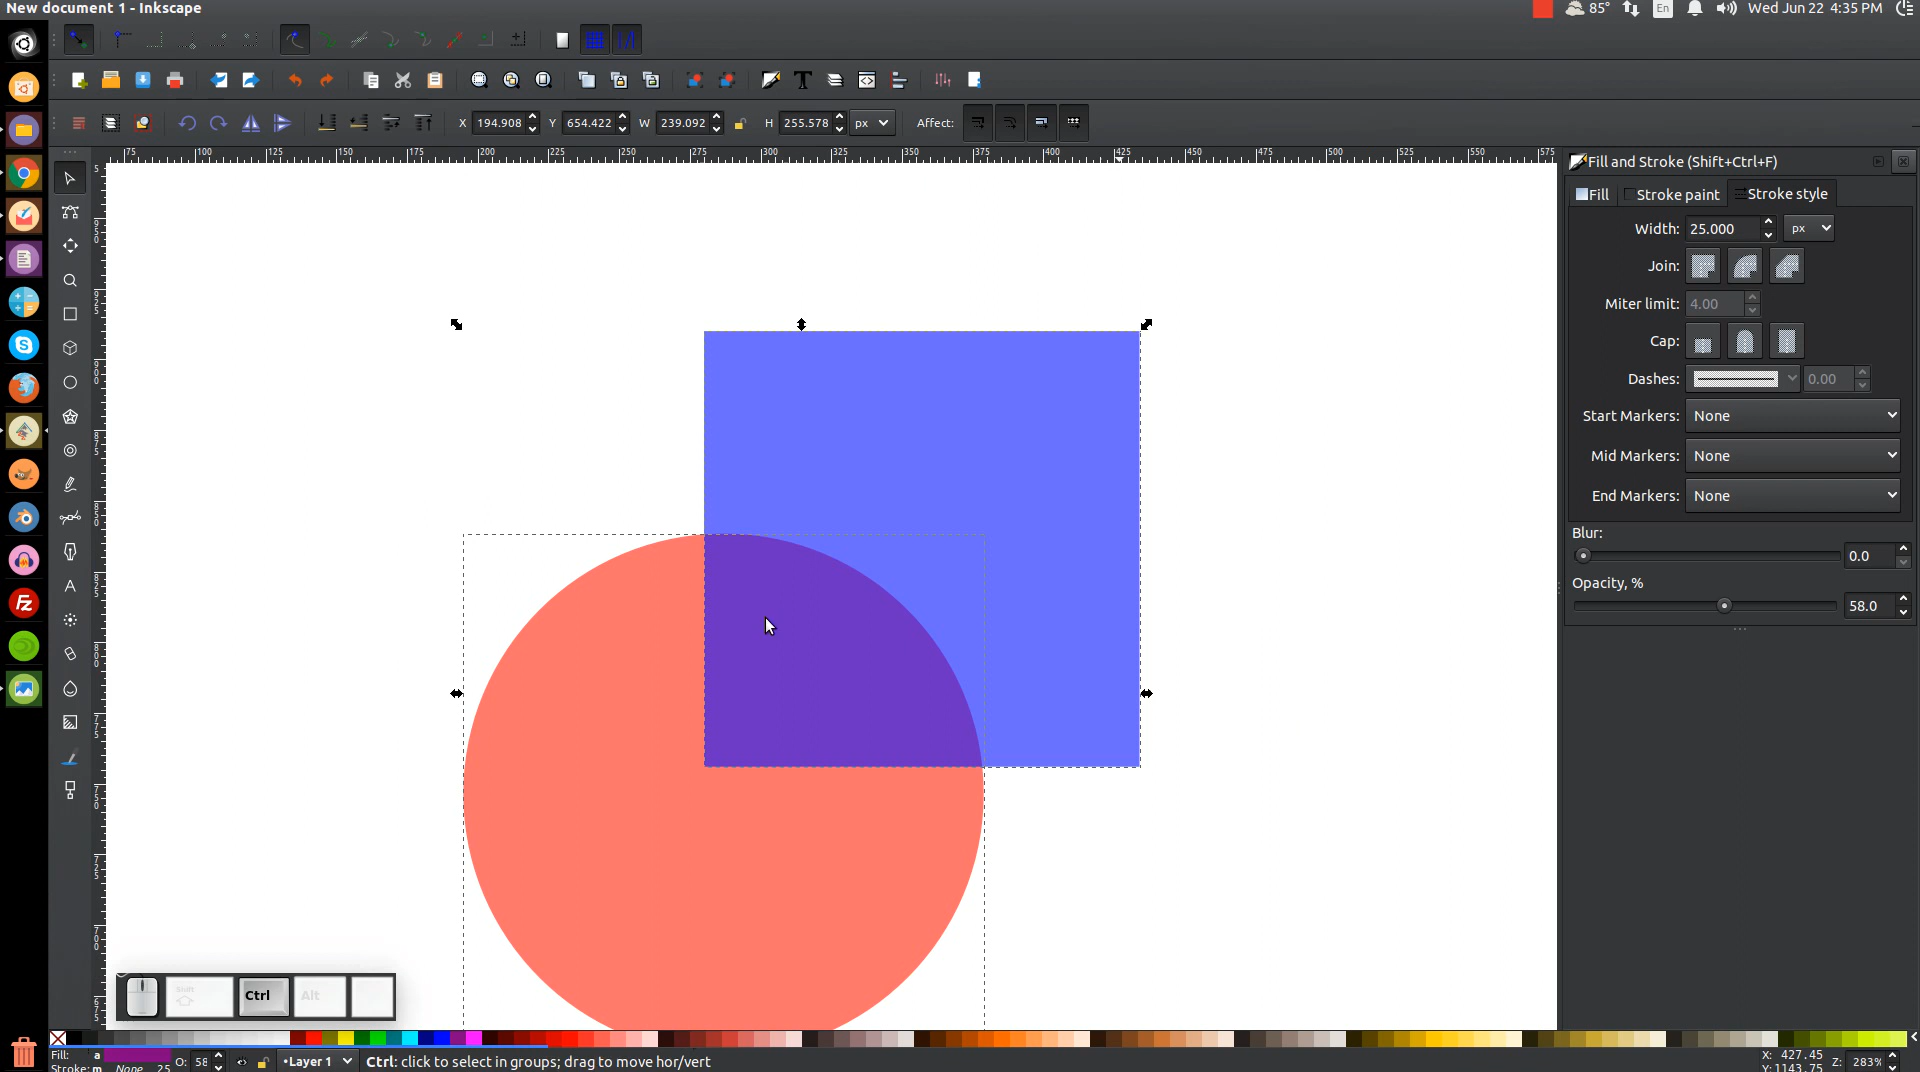 New document 1 - Inkscape
85° En Wed Jun 22 4:35 PM
X 194.908 Y 654.422 W 239.092 H 255.578 px Affect:
75 100 125 150 175 200 225 250 275 300 325 350 375 400 425 450 475 500 525 550 575
Fill and Stroke (Shift+Ctrl+F)
Fill Stroke paint Stroke style
Width: 25.000 px
Join:
Miter limit: 4.00
Cap:
Dashes: 0.00
Start Markers: None
Mid Markers: None
End Markers: None
Blur:
0.0
Opacity, %
58.0
Shift Ctrl Alt
Fill: a O: 58 •Layer 1 Ctrl: click to select in groups; drag to move hor/vert
Stroke: m None 25
X: 427.45 Z: 283%
Y: 1143.75